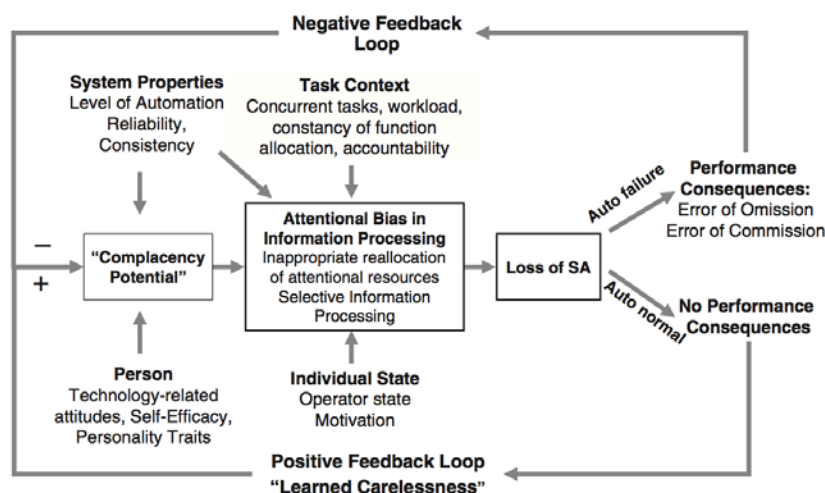 Negative Feedback
Loop
System Properties
Level of Automation
Reliability,
Consistency
Task Context
Concurrent tasks, workload,
constancy of function
allocation, accountability
Auto failure
Performance
Consequences:
Error of Omission
Error of Commission
–
+
“Complacency
Potential”
Attentional Bias in
Information Processing
Inappropriate reallocation
of attentional resources
Selective Information
Processing
Loss of SA
Auto normal
No Performance
Consequences
Person
Technology-related
attitudes, Self-Efficacy,
Personality Traits
Individual State
Operator state
Motivation
Positive Feedback Loop
“Learned Carelessness”